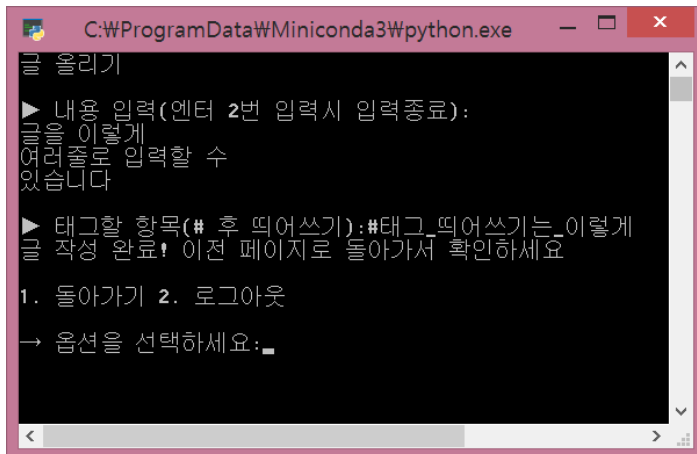 C:₩ProgramData₩Miniconda3₩python.exe
글 올리기
▶ 내용 입력(엔터 2번 입력시 입력종료):
글을 이렇게
여러줄로 입력할 수
있습니다
▶ 태그할 항목(# 후 띄어쓰기):#태그_띄어쓰기는_이렇게
글 작성 완료! 이전 페이지로 돌아가서 확인하세요
1. 돌아가기 2. 로그아웃
→ 옵션을 선택하세요: